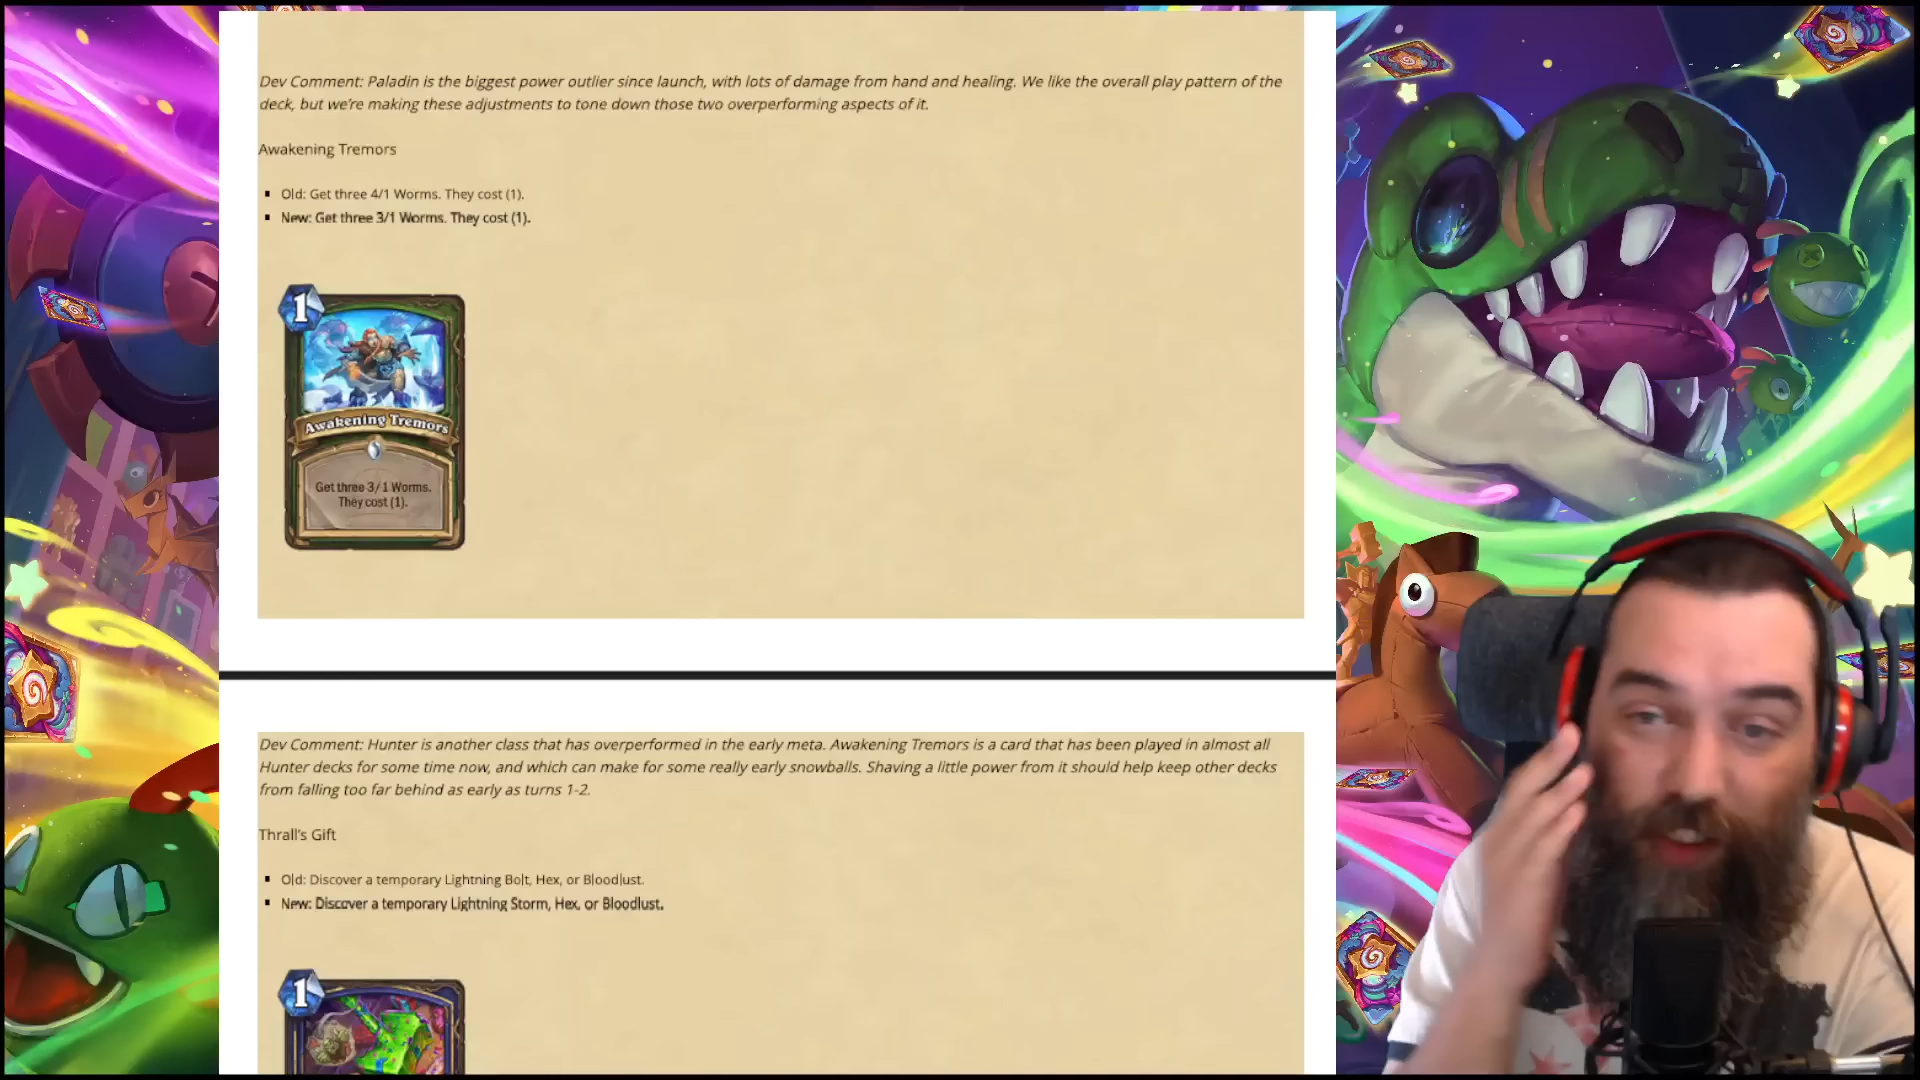 Dev Comment: Paladin is the biggest power outlier since launch, with lots of damage from hand and healing. We like the overall play pattern of the
deck, but we're making these adjustments to tone down those two overperforming aspects of it.
Awakening Tremors
Old: Get three 4/1 Worms. They cost (1).
New: Get three 3/1 Worms. They cost (1).
1
Awakening Tremors
Get three 3/1 Worms.
They cost (1).
Dev Comment: Hunter is another class that has overperformed in the early meta. Awakening Tremors is a card that has been played in almost all
Hunter decks for some time now, and which can make for some really early snowballs. Shaving a little power from it should help keep other decks
from falling too far behind as early as turns 1-2.
Thrall's Gift
Old: Discover a temporary Lightning Bolt, Hex, or Bloodlust.
New: Discover a temporary Lightning Storm, Hex, or Bloodlust.
1